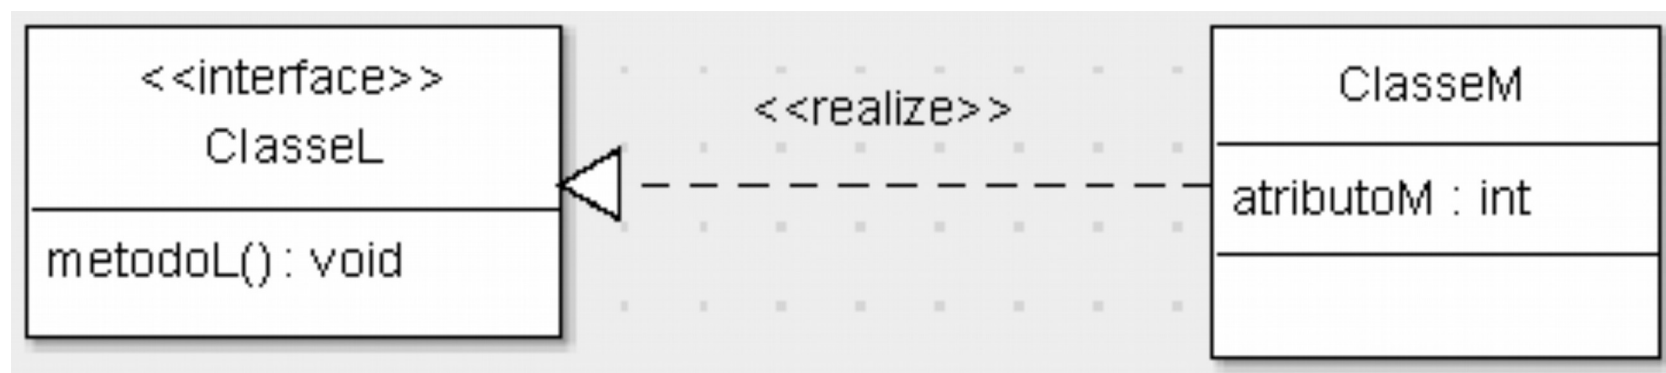 <<interface>>
ClasseL
metodoL() : void
<<realize>>
ClasseM
atributoM : int